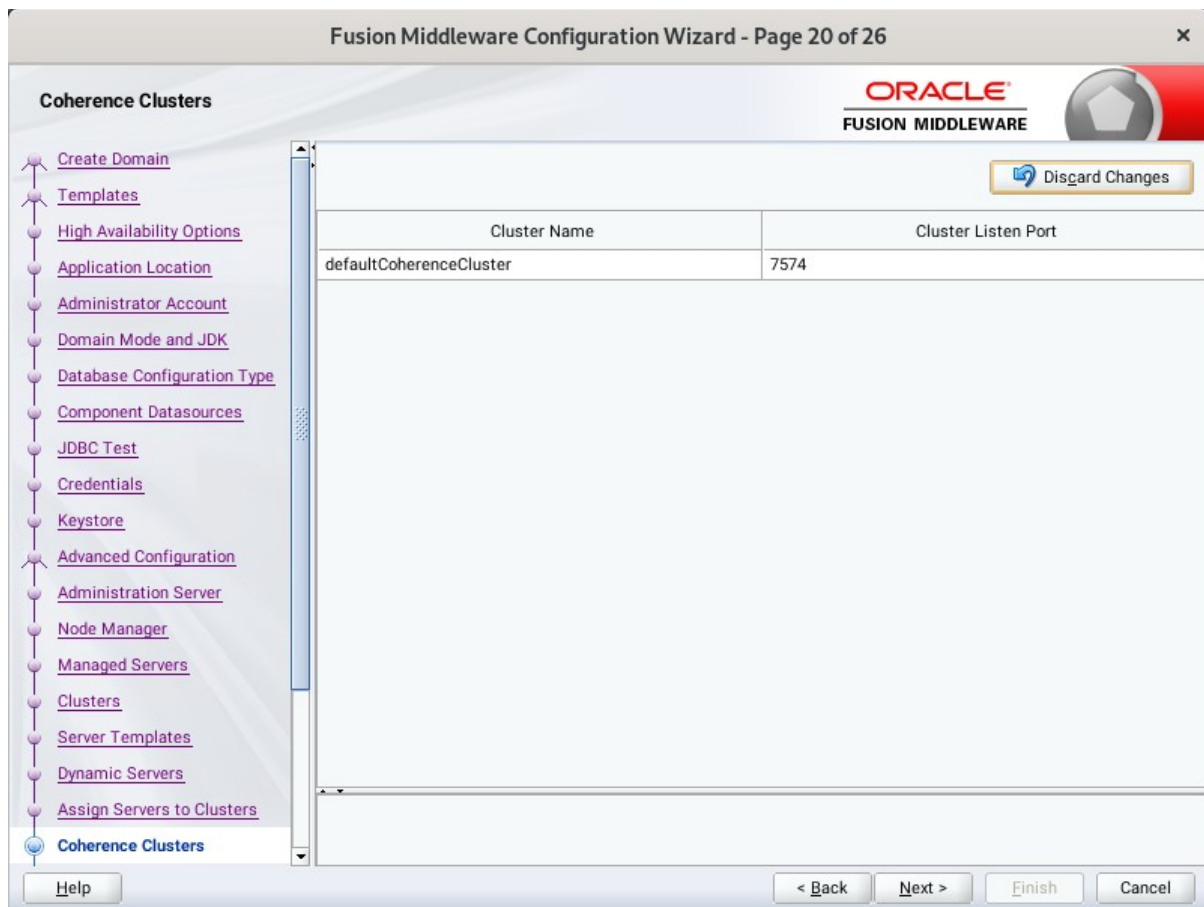 Fusion Middleware Configuration Wizard - Page 20 of 26
Coherence Clusters
ORACLE
FUSION MIDDLEWARE
Create Domain
Templates
High Availability Options
Application Location
Administrator Account
Domain Mode and JDK
Database Configuration Type
Component Datasources
JDBC Test
Credentials
Keystore
Advanced Configuration
Administration Server
Node Manager
Managed Servers
Clusters
Server Templates
Dynamic Servers
Assign Servers to Clusters
Coherence Clusters
Discard Changes
Cluster Name Cluster Listen Port
defaultCoherenceCluster 7574
Help < Back Next > Finish Cancel